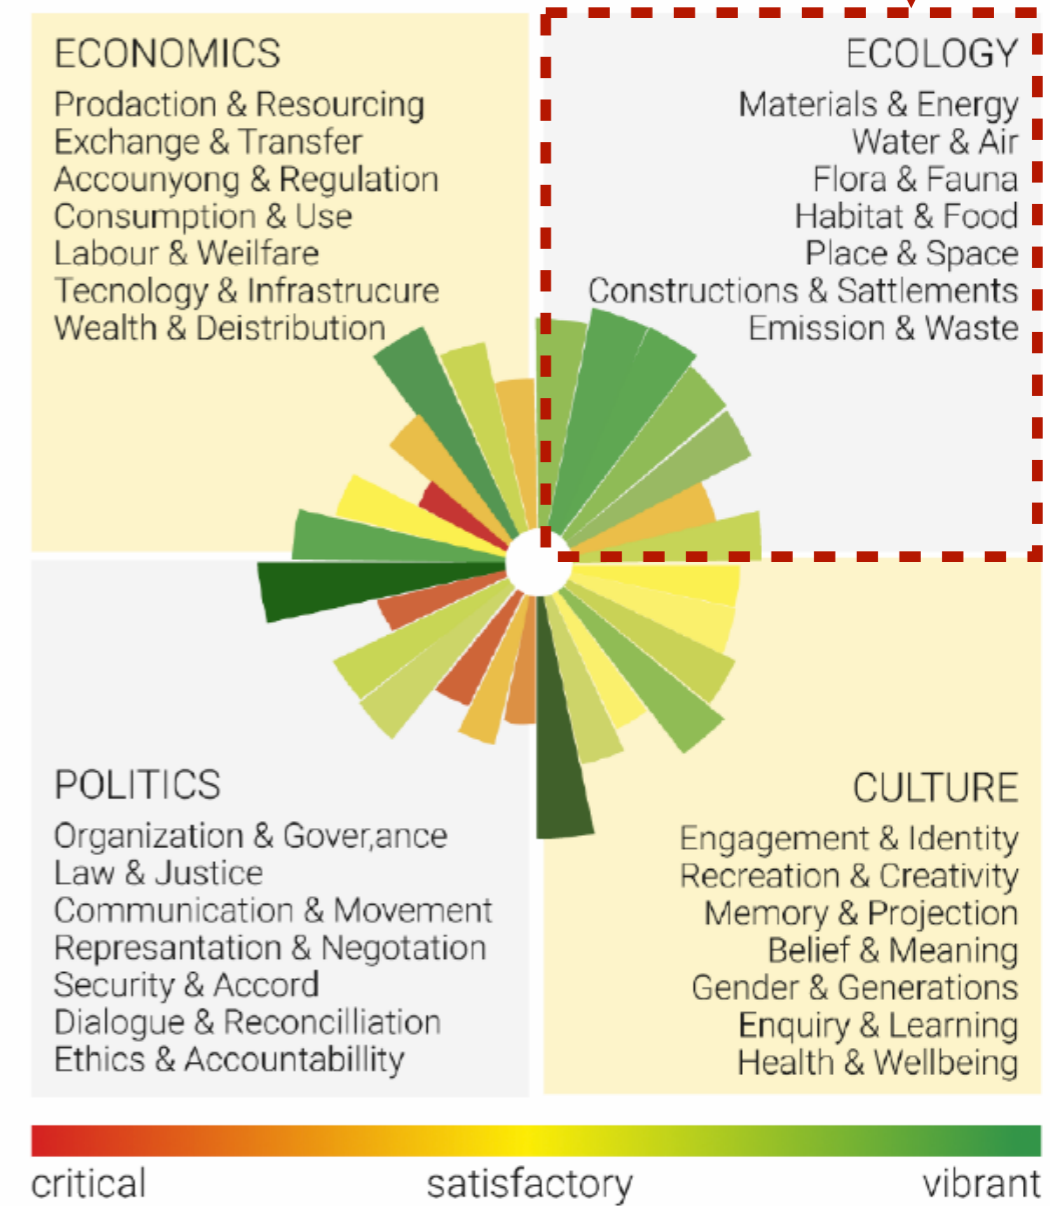 ECONOMICS
Prodaction & Resourcing
Exchange & Transfer
Accounyong & Regulation
Consumption & Use
Labour & Weilfare
Tecnology & Infrastrucure
Wealth & Deistribution
ECOLOGY
Materials & Energy
Water & Air
Flora & Fauna
Habitat & Food
Place & Space
Constructions & Sattlements
Emission & Waste
POLITICS
Organization & Gover,ance
Law & Justice
Communication & Movement
Represantation & Negotation
Security & Accord
Dialogue & Reconcilliation
Ethics & Accountabillity
CULTURE
Engagement & Identity
Recreation & Creativity
Memory & Projection
Belief & Meaning
Gender & Generations
Enquiry & Learning
Health & Wellbeing
critical
satisfactory
vibrant